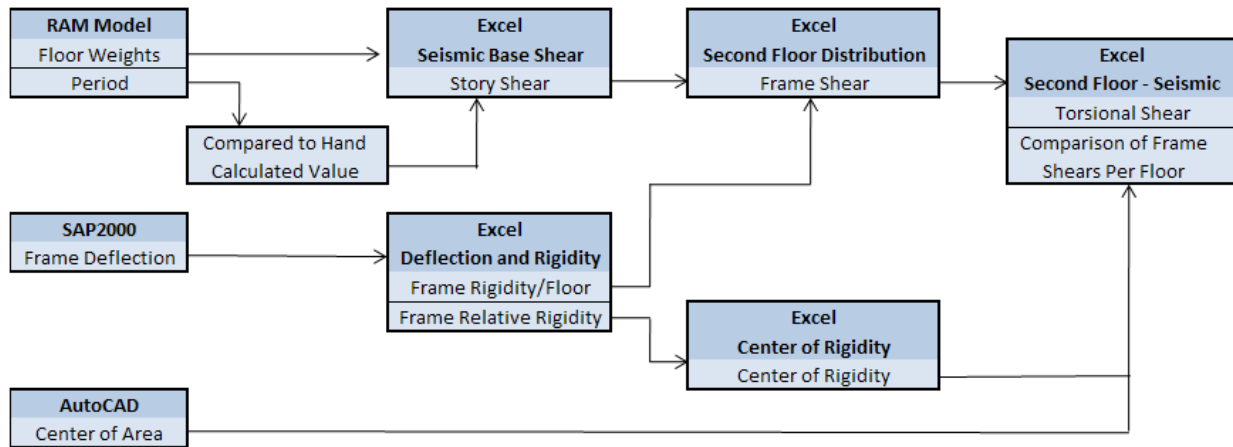 RAM Model
Floor Weights
Period
Compared to Hand
Calculated Value
Excel
Seismic Base Shear
Story Shear
Excel
Second Floor Distribution
Frame Shear
Excel
Second Floor - Seismic
Torsional Shear
Comparison of Frame
Shears Per Floor
SAP2000
Frame Deflection
Excel
Deflection and Rigidity
Frame Rigidity/Floor
Frame Relative Rigidity
Excel
Center of Rigidity
Center of Rigidity
AutoCAD
Center of Area